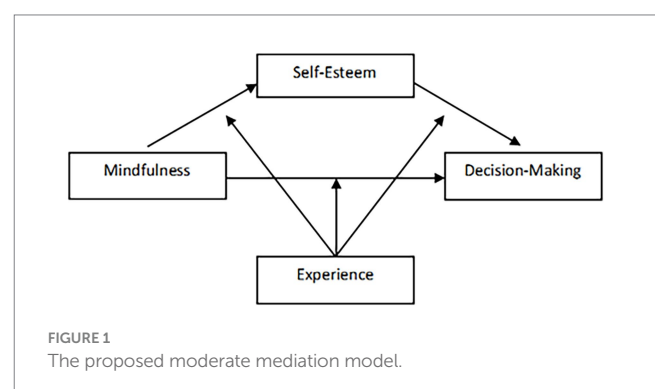 Self-Esteem
Mindfulness
Decision-Making
Experience
FIGURE 1
The proposed moderate mediation model.